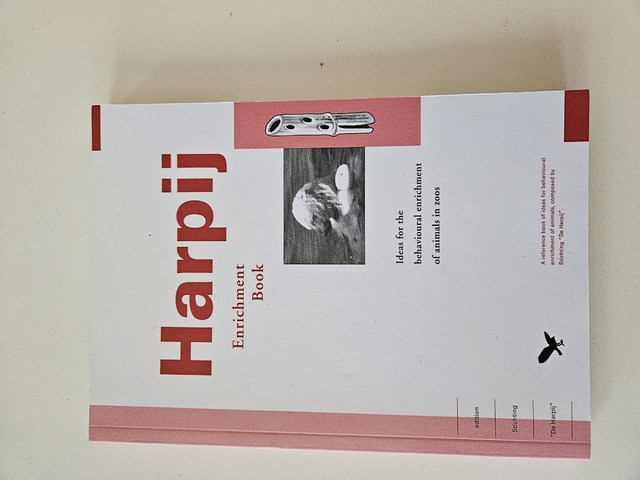 Harpij
Enrichment
Book
Ideas for the
behavioural enrichment
of animals in zoos
A reference book of ideas for behavioural
enrichment of animals, composed by
Stichting "De Harpij".
edition
Stichting
"De Harpij"